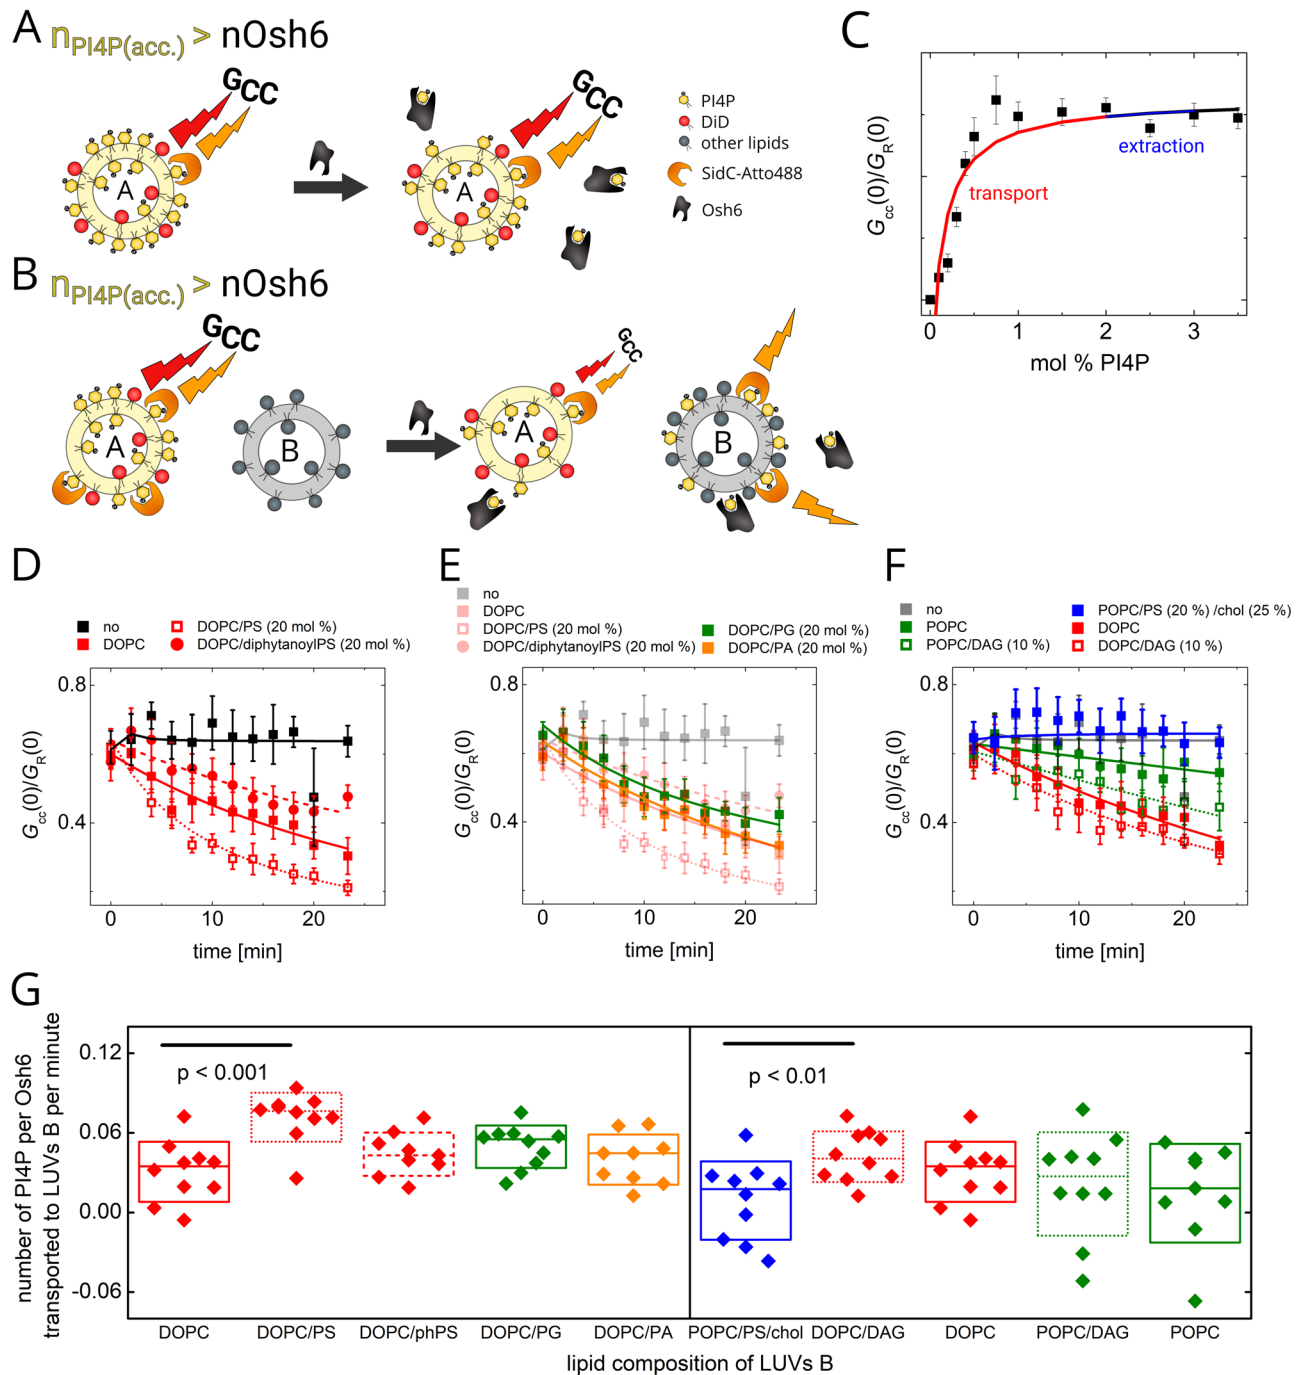 A
nPI4P(acc.) > nOsh6
GCC
GCC
A
A
PI4P
DiD
other lipids
SidC-Atto488
Osh6
B
nPI4P(acc.) > nOsh6
GCC
GCC
A
B
A
B
C
Gcc(0)/GR(0)
extraction
transport
0 1 2 3
mol % PI4P
D
no
DOPC
DOPC/PS (20 mol %)
DOPC/diphytanoylPS (20 mol %)
Gcc(0)/GR(0)
0.8
0.4
0 10 20
time [min]
E
no
DOPC
DOPC/PS (20 mol %)
DOPC/diphytanoylPS (20 mol %)
DOPC/PG (20 mol %)
DOPC/PA (20 mol %)
Gcc(0)/GR(0)
0.8
0.4
0 10 20
time [min]
F
no
POPC
POPC/DAG (10 %)
POPC/PS (20 %) /chol (25 %)
DOPC
DOPC/DAG (10 %)
Gcc(0)/GR(0)
0.8
0.4
0 10 20
time [min]
G
number of PI4P per Osh6
transported to LUVs B per minute
0.12
0.06
0.00
-0.06
p < 0.001
p < 0.01
DOPC DOPC/PS DOPC/phPS DOPC/PG DOPC/PA POPC/PS/chol DOPC/DAG DOPC POPC/DAG POPC
lipid composition of LUVs B